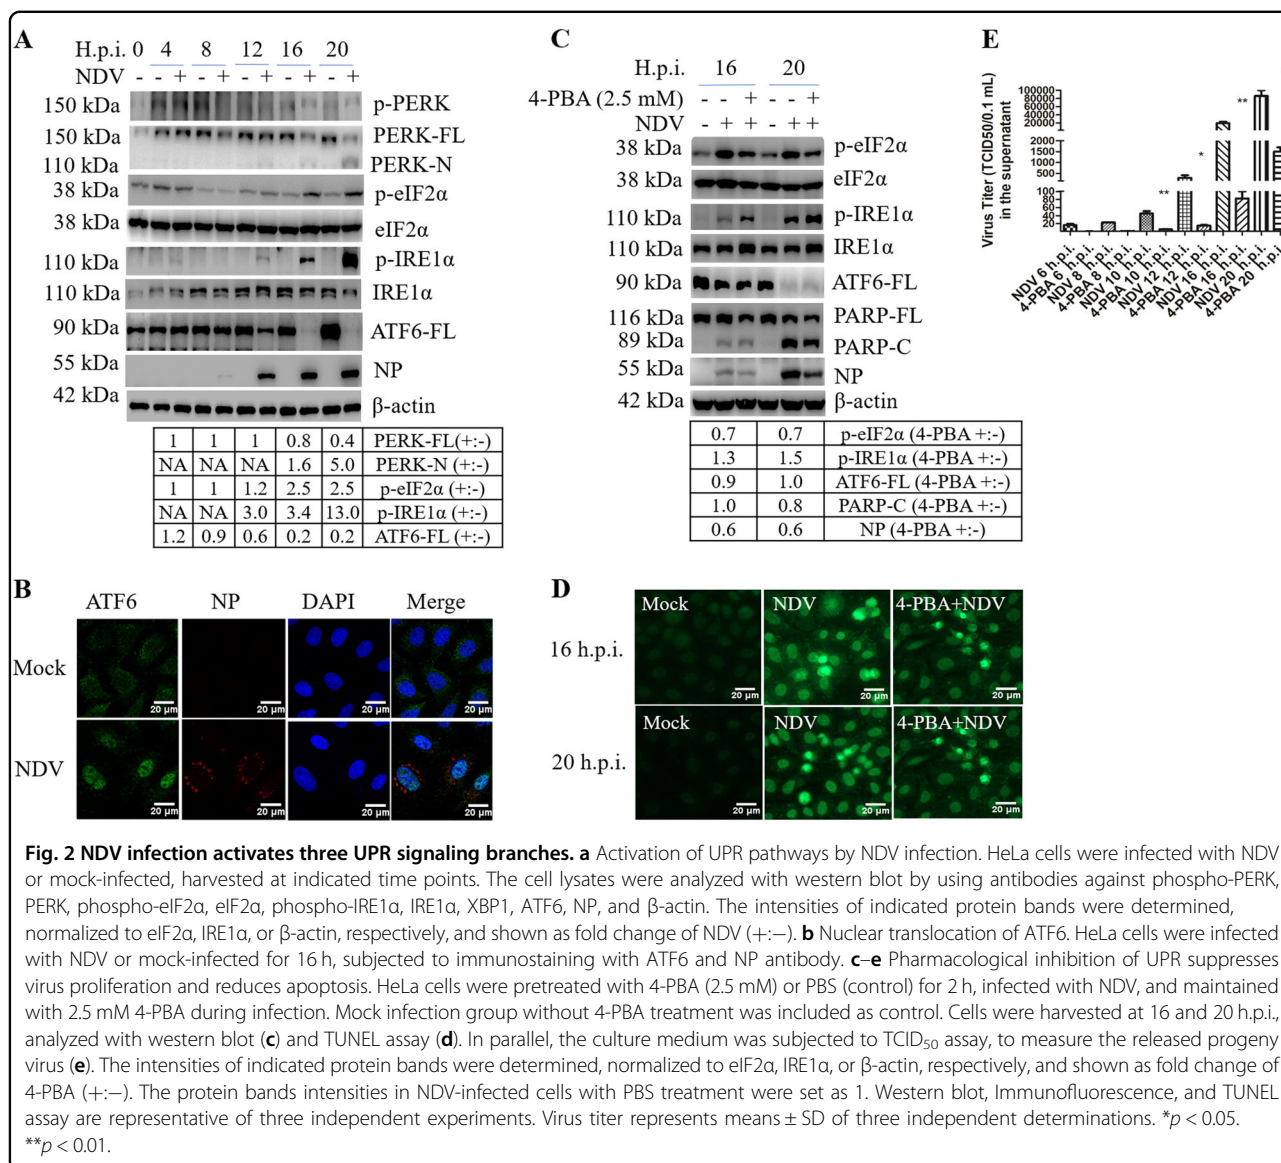 A
H.p.i. 0 4 8 12 16 20
NDV - - + - + - + - + - +
150 kDa p-PERK
150 kDa PERK-FL
110 kDa PERK-N
38 kDa p-eIF2α
38 kDa eIF2α
110 kDa p-IRE1α
110 kDa IRE1α
90 kDa ATF6-FL
55 kDa NP
42 kDa β-actin
1 1 1 0.8 0.4 PERK-FL(+:-)
NA NA NA 1.6 5.0 PERK-N (+:-)
1 1 1.2 2.5 2.5 p-eIF2α (+:-)
NA NA 3.0 3.4 13.0 p-IRE1α (+:-)
1.2 0.9 0.6 0.2 0.2 ATF6-FL (+:-)
C
H.p.i. 16 20
4-PBA (2.5 mM) - - + - - +
NDV - + + - + +
38 kDa p-eIF2α
38 kDa eIF2α
110 kDa p-IRE1α
110 kDa IRE1α
90 kDa ATF6-FL
116 kDa PARP-FL
89 kDa PARP-C
55 kDa NP
42 kDa β-actin
0.7 0.7 p-eIF2α (4-PBA +:-)
1.3 1.5 p-IRE1α (4-PBA +:-)
0.9 1.0 ATF6-FL (4-PBA +:-)
1.0 0.8 PARP-C (4-PBA +:-)
0.6 0.6 NP (4-PBA +:-)
E
Virus Titer (TCID50/0.1 mL)
in the supernatant
100000
80000
60000
40000
20000
2000
1500
1000
500
100
80
60
40
20
0
** * **
NDV 6 h.p.i.
4-PBA 6 h.p.i.
NDV 8 h.p.i.
4-PBA 8 h.p.i.
NDV 10 h.p.i.
4-PBA 10 h.p.i.
NDV 12 h.p.i.
4-PBA 12 h.p.i.
NDV 16 h.p.i.
4-PBA 16 h.p.i.
NDV 20 h.p.i.
4-PBA 20 h.p.i.
B
ATF6 NP DAPI Merge
Mock
20 µm 20 µm 20 µm 20 µm
NDV
20 µm 20 µm 20 µm 20 µm
D
Mock NDV 4-PBA+NDV
16 h.p.i.
20 µm 20 µm 20 µm
Mock NDV 4-PBA+NDV
20 h.p.i.
20 µm 20 µm 20 µm
Fig. 2 NDV infection activates three UPR signaling branches. a Activation of UPR pathways by NDV infection. HeLa cells were infected with NDV
or mock-infected, harvested at indicated time points. The cell lysates were analyzed with western blot by using antibodies against phospho-PERK,
PERK, phospho-eIF2α, eIF2α, phospho-IRE1α, IRE1α, XBP1, ATF6, NP, and β-actin. The intensities of indicated protein bands were determined,
normalized to eIF2α, IRE1α, or β-actin, respectively, and shown as fold change of NDV (+:−). b Nuclear translocation of ATF6. HeLa cells were infected
with NDV or mock-infected for 16 h, subjected to immunostaining with ATF6 and NP antibody. c–e Pharmacological inhibition of UPR suppresses
virus proliferation and reduces apoptosis. HeLa cells were pretreated with 4-PBA (2.5 mM) or PBS (control) for 2 h, infected with NDV, and maintained
with 2.5 mM 4-PBA during infection. Mock infection group without 4-PBA treatment was included as control. Cells were harvested at 16 and 20 h.p.i.,
analyzed with western blot (c) and TUNEL assay (d). In parallel, the culture medium was subjected to TCID50 assay, to measure the released progeny
virus (e). The intensities of indicated protein bands were determined, normalized to eIF2α, IRE1α, or β-actin, respectively, and shown as fold change of
4-PBA (+:−). The protein bands intensities in NDV-infected cells with PBS treatment were set as 1. Western blot, Immunofluorescence, and TUNEL
assay are representative of three independent experiments. Virus titer represents means ± SD of three independent determinations. *p < 0.05.
**p < 0.01.